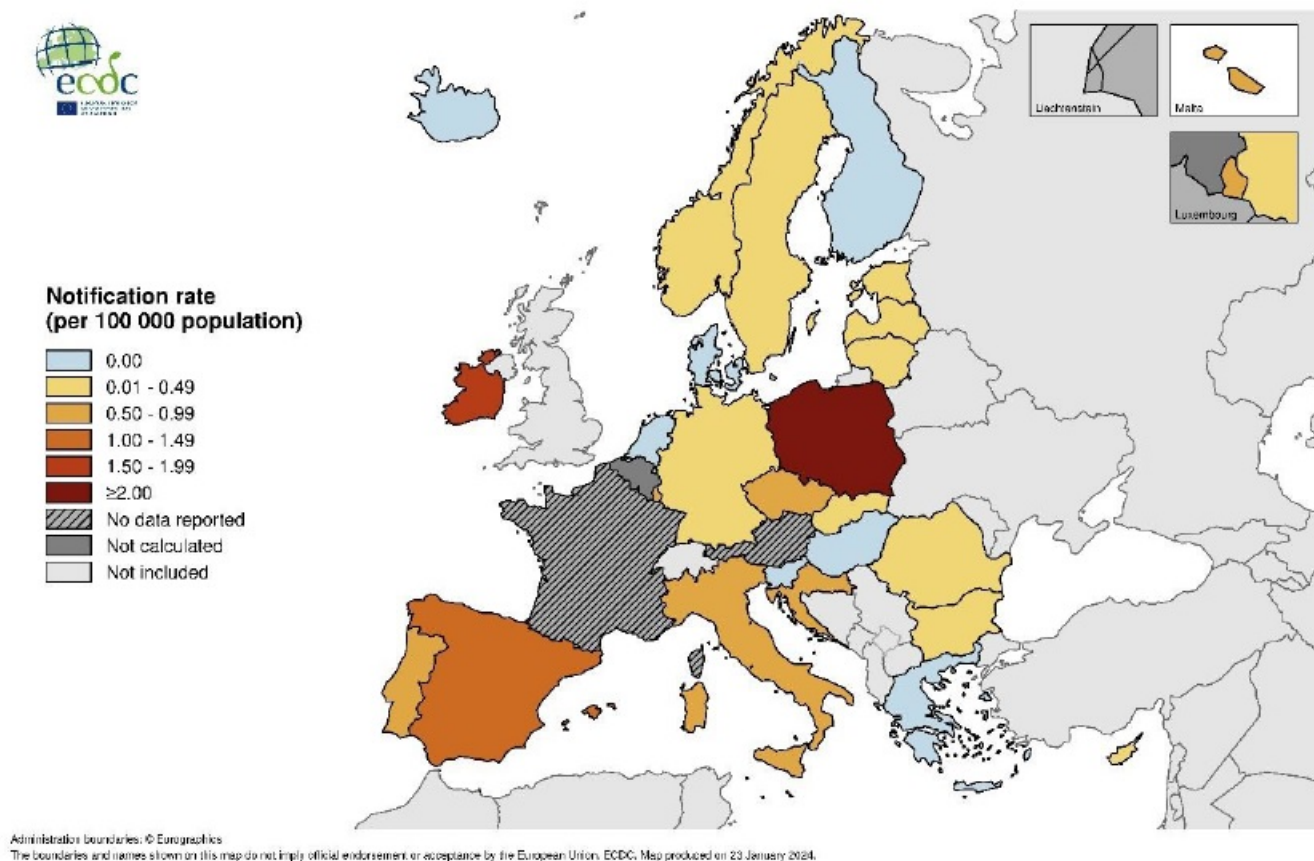 ecdc
Liechtenstein
Malta
Luxembourg
Notification rate
(per 100 000 population)
0.00
0.01 - 0.49
0.50 - 0.99
1.00 - 1.49
1.50 - 1.99
≥2.00
No data reported
Not calculated
Not included
Administration boundaries: © Eurographics
The boundaries and names shown on this map do not imply official endorsement or acceptance by the European Union. ECDC. Map produced on 23 January 2024.